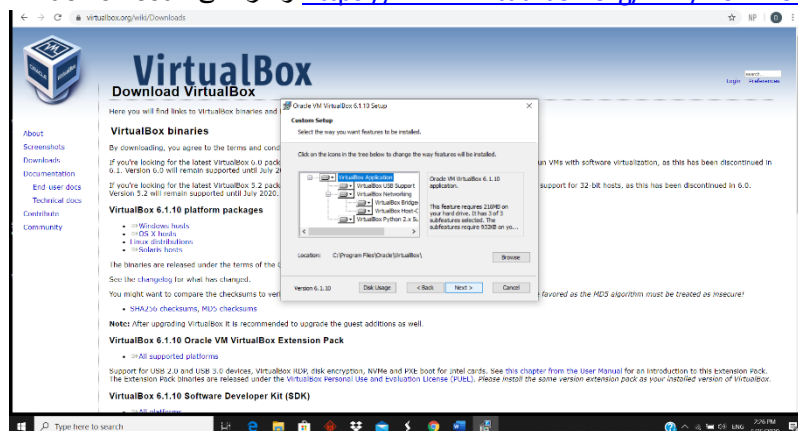 virtualbox.org/wiki/Downloads
NP
VirtualBox
Login Preferences
Download VirtualBox
Here you will find links to VirtualBox binaries and
About
Screenshots
Downloads
Documentation
End user docs
Technical docs
Contribute
Community
VirtualBox binaries
By downloading, you agree to the terms and cond
If you're looking for the latest VirtualBox 6.0 pack
un VMs with software virtualization, as this has been discontinued in
6.1. Version 6.0 will remain supported until July 2
If you're looking for the latest VirtualBox 5.2 pack
support for 32-bit hosts, as this has been discontinued in 6.0.
Version 5.2 will remain supported until July 2020.
VirtualBox 6.1.10 platform packages
Windows hosts
OS X hosts
Linux distributions
Solaris hosts
The binaries are released under the terms of the
See the changelog for what has changed.
You might want to compare the checksums to veri
favored as the MD5 algorithm must be treated as insecure!
SHA256 checksums, MD5 checksums
Note: After upgrading VirtualBox it is recommended to upgrade the guest additions as well.
VirtualBox 6.1.10 Oracle VM VirtualBox Extension Pack
All supported platforms
Support for USB 2.0 and USB 3.0 devices, VirtualBox RDP, disk encryption, NVMe and PXE boot for Intel cards. See this chapter from the User Manual for an introduction to this Extension Pack.
The Extension Pack binaries are released under the VirtualBox Personal Use and Evaluation License (PUEL). Please install the same version extension pack as your installed version of VirtualBox.
VirtualBox 6.1.10 Software Developer Kit (SDK)
All platforms
Oracle VM VirtualBox 6.1.10 Setup
Custom Setup
Select the way you want features to be installed.
Click on the icons in the tree below to change the way features will be installed.
VirtualBox Application
VirtualBox USB Support
VirtualBox Networking
VirtualBox Bridge
VirtualBox Host-C
VirtualBox Python 2.x S
Oracle VM VirtualBox 6.1.10
application.
This feature requires 218MB on
your hard drive. It has 3 of 3
subfeatures selected. The
subfeatures require 932KB on yo...
Location: C:\Program Files\Oracle\VirtualBox\
Browse
Version 6.1.10
Disk Usage
< Back
Next >
Cancel
Type here to search
ENG
7:26 PM